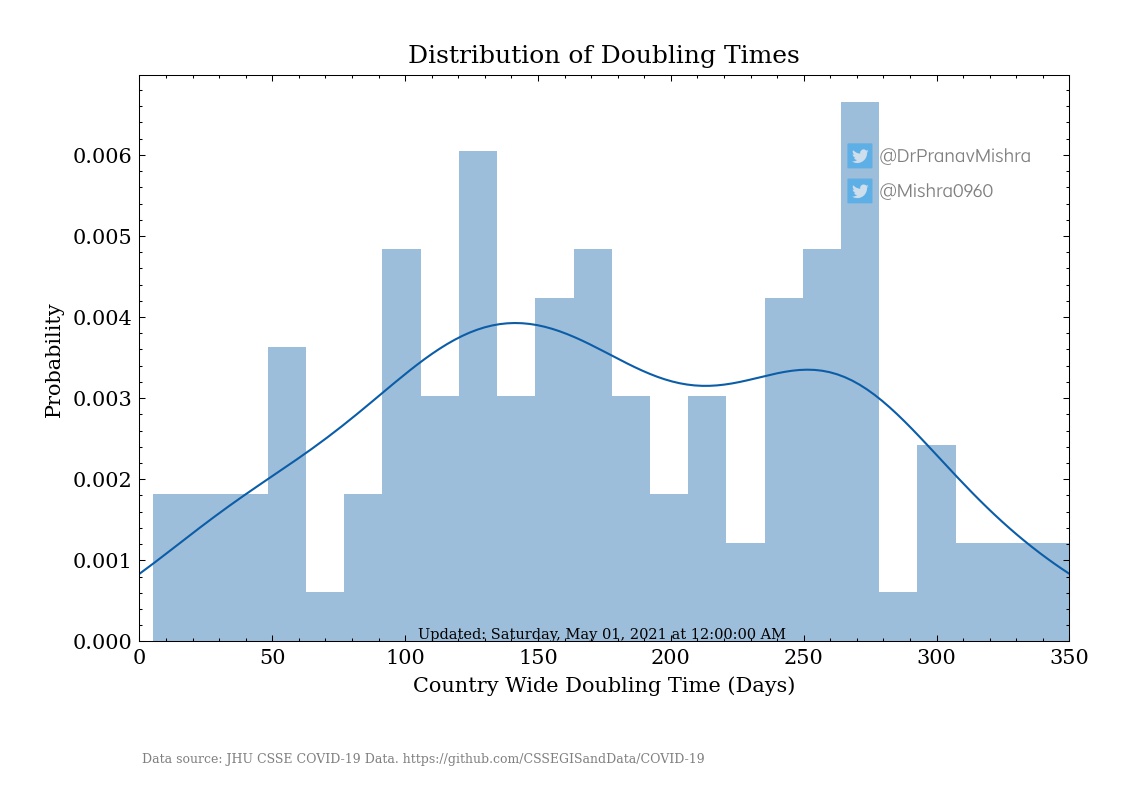 Distribution of Doubling Times
0.006
0.005
0.004
0.003
0.002
0.001
0.000
Probability
@DrPranavMishra
@Mishra0960
Updated: Saturday, May 01, 2021 at 12:00:00 AM
0 50 100 150 200 250 300 350
Country Wide Doubling Time (Days)
Data source: JHU CSSE COVID-19 Data. https://github.com/CSSEGISandData/COVID-19